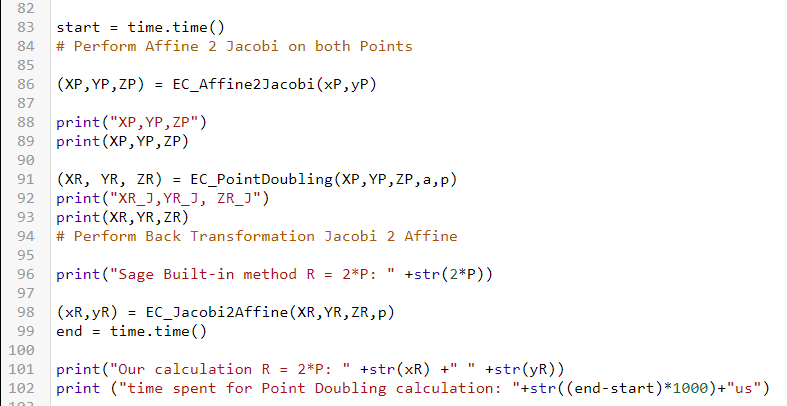 82
83 start = time.time()
84 # Perform Affine 2 Jacobi on both Points
85
86 (XP,YP,ZP) = EC_Affine2Jacobi(xP,yP)
87
88 print("XP,YP,ZP")
89 print(XP,YP,ZP)
90
91 (XR, YR, ZR) = EC_PointDoubling(XP,YP,ZP,a,p)
92 print("XR_J,YR_J, ZR_J")
93 print(XR,YR,ZR)
94 # Perform Back Transformation Jacobi 2 Affine
95
96 print("Sage Built-in method R = 2*P: " +str(2*P))
97
98 (xR,yR) = EC_Jacobi2Affine(XR,YR,ZR,p)
99 end = time.time()
100
101 print("Our calculation R = 2*P: " +str(xR) +" " +str(yR))
102 print ("time spent for Point Doubling calculation: "+str((end-start)*1000)+"us")